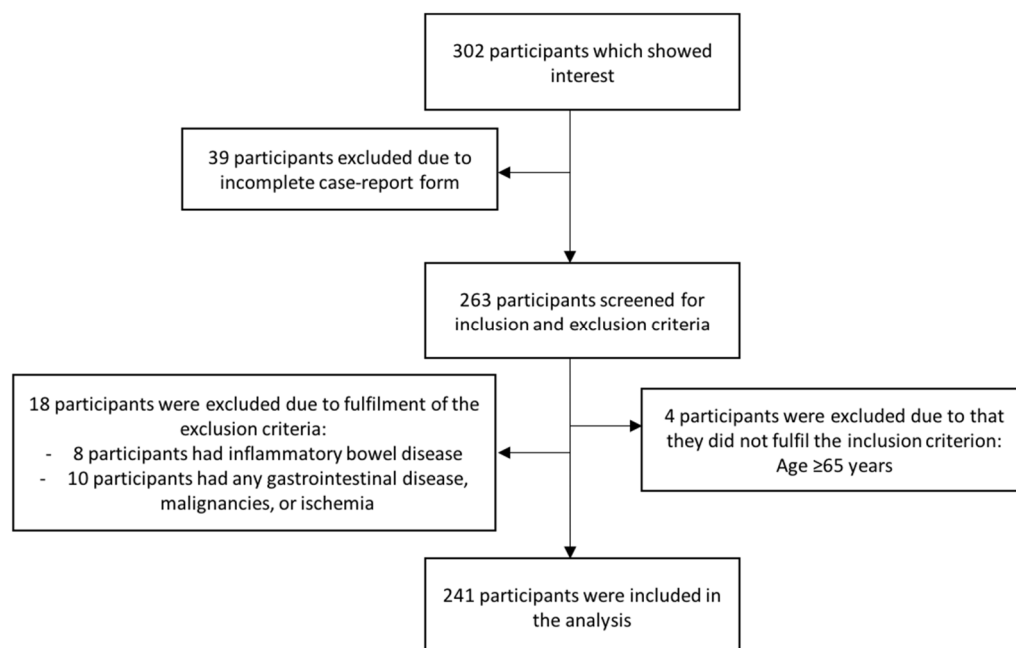 302 participants which showed
interest
39 participants excluded due to
incomplete case-report form
263 participants screened for
inclusion and exclusion criteria
18 participants were excluded due to fulfilment of the
exclusion criteria:
- 8 participants had inflammatory bowel disease
- 10 participants had any gastrointestinal disease,
malignancies, or ischemia
4 participants were excluded due to that
they did not fulfil the inclusion criterion:
Age ≥65 years
241 participants were included in
the analysis